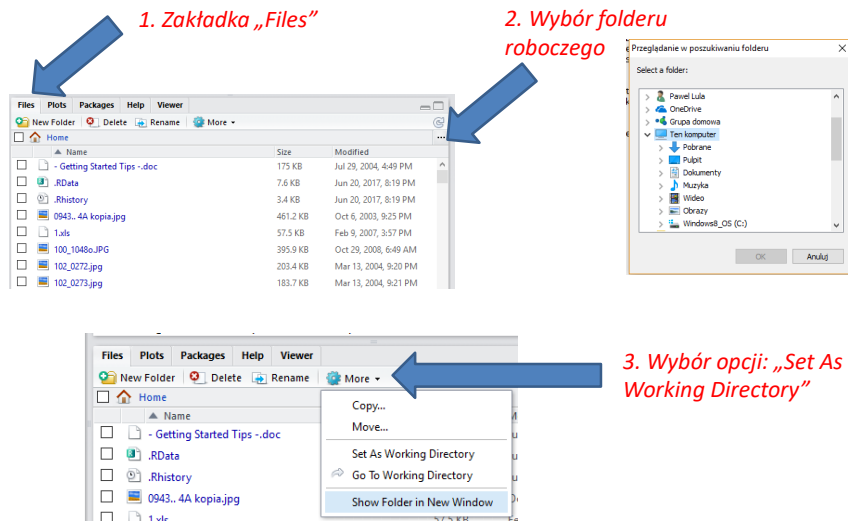 1. Zakładka „Files”
2. Wybór folderu
roboczego
Przeglądanie w poszukiwaniu folderu
Select a folder:
Pawel Lula
OneDrive
Grupa domowa
Ten komputer
Pobrane
Pulpit
Dokumenty
Muzyka
Wideo
Obrazy
Windows8_OS (C:)
OK Anuluj
Files Plots Packages Help Viewer
New Folder Delete Rename More
Home ...
Name Size Modified
- Getting Started Tips -.doc 175 KB Jul 29, 2004, 4:49 PM
.RData 7.6 KB Jun 20, 2017, 8:19 PM
.Rhistory 3.4 KB Jun 20, 2017, 8:19 PM
0943.. 4A kopia.jpg 461.2 KB Oct 6, 2003, 9:25 PM
1.xls 57.5 KB Feb 9, 2007, 3:57 PM
100_1048o.JPG 395.9 KB Oct 29, 2008, 6:49 AM
102_0272.jpg 203.4 KB Mar 13, 2004, 9:20 PM
102_0273.jpg 183.7 KB Mar 13, 2004, 9:21 PM
Files Plots Packages Help Viewer
New Folder Delete Rename More
Home
Name
- Getting Started Tips -.doc
.RData
.Rhistory
0943.. 4A kopia.jpg
1.xls
Copy...
Move...
Set As Working Directory
Go To Working Directory
Show Folder in New Window
3. Wybór opcji: „Set As
Working Directory”